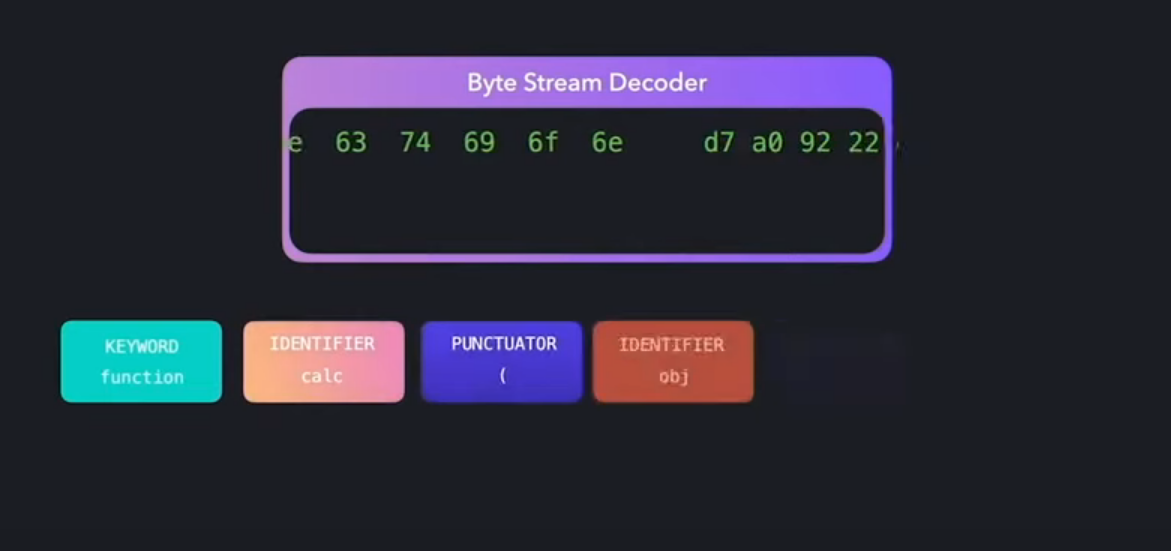 Byte Stream Decoder
e 63 74 69 6f 6e d7 a0 92 22
KEYWORD
function
IDENTIFIER
calc
PUNCTUATOR
(
IDENTIFIER
obj